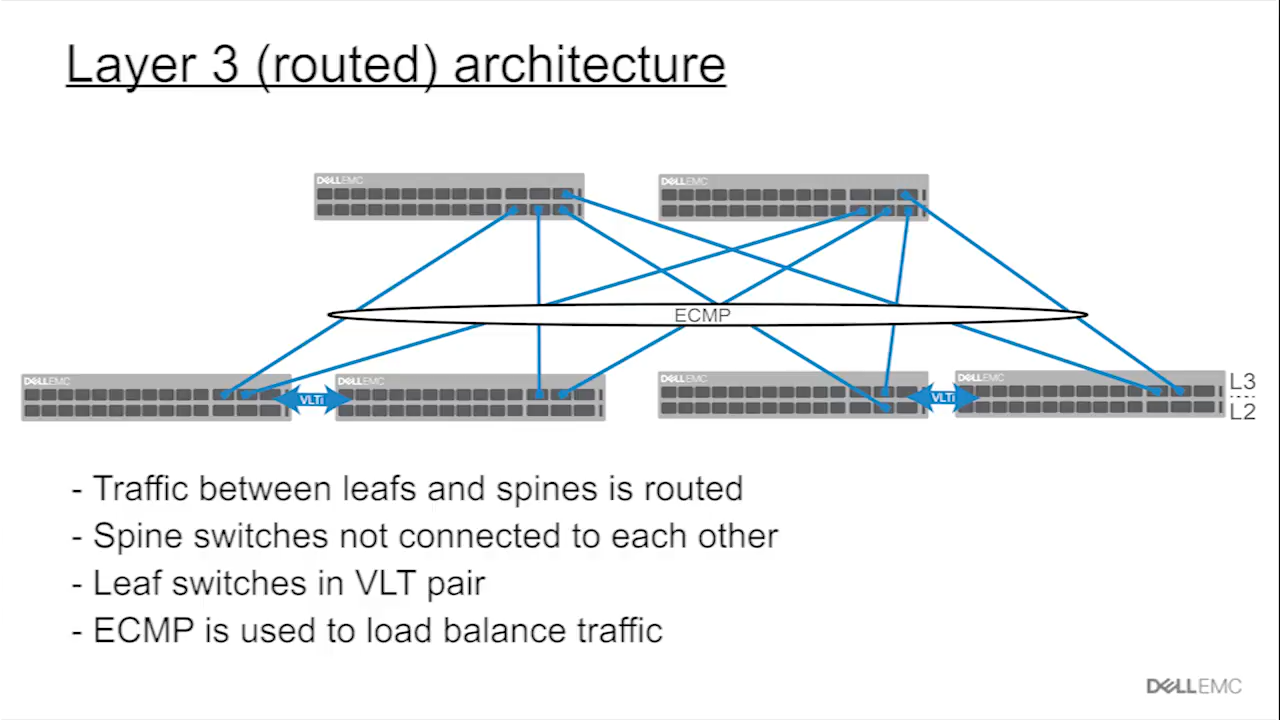 Layer 3 (routed) architecture
DELLEMC
DELLEMC
ECMP
DELLEMC
VLTi
DELLEMC
DELLEMC
VLTi
DELLEMC
L3
L2
- Traffic between leafs and spines is routed
- Spine switches not connected to each other
- Leaf switches in VLT pair
- ECMP is used to load balance traffic
DELLEMC